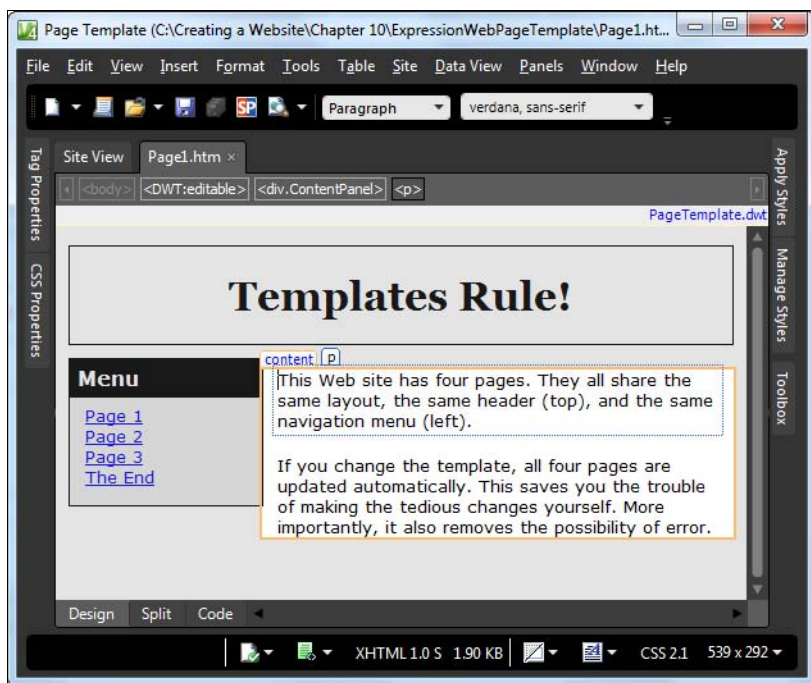 Page Template (C:\Creating a Website\Chapter 10\ExpressionWebPageTemplate\Page1.ht...
File Edit View Insert Format Tools Table Site Data View Panels Window Help
SP Paragraph verdana, sans-serif
Tag Properties
CSS Properties
Site View Page1.htm ×
<body> <DWT:editable> <div.ContentPanel> <p>
PageTemplate.dwt
Templates Rule!
Menu
Page 1
Page 2
Page 3
The End
content p
This Web site has four pages. They all share the
same layout, the same header (top), and the same
navigation menu (left).
If you change the template, all four pages are
updated automatically. This saves you the trouble
of making the tedious changes yourself. More
importantly, it also removes the possibility of error.
Apply Styles
Manage Styles
Toolbox
Design Split Code
XHTML 1.0 S 1.90 KB CSS 2.1 539 x 292